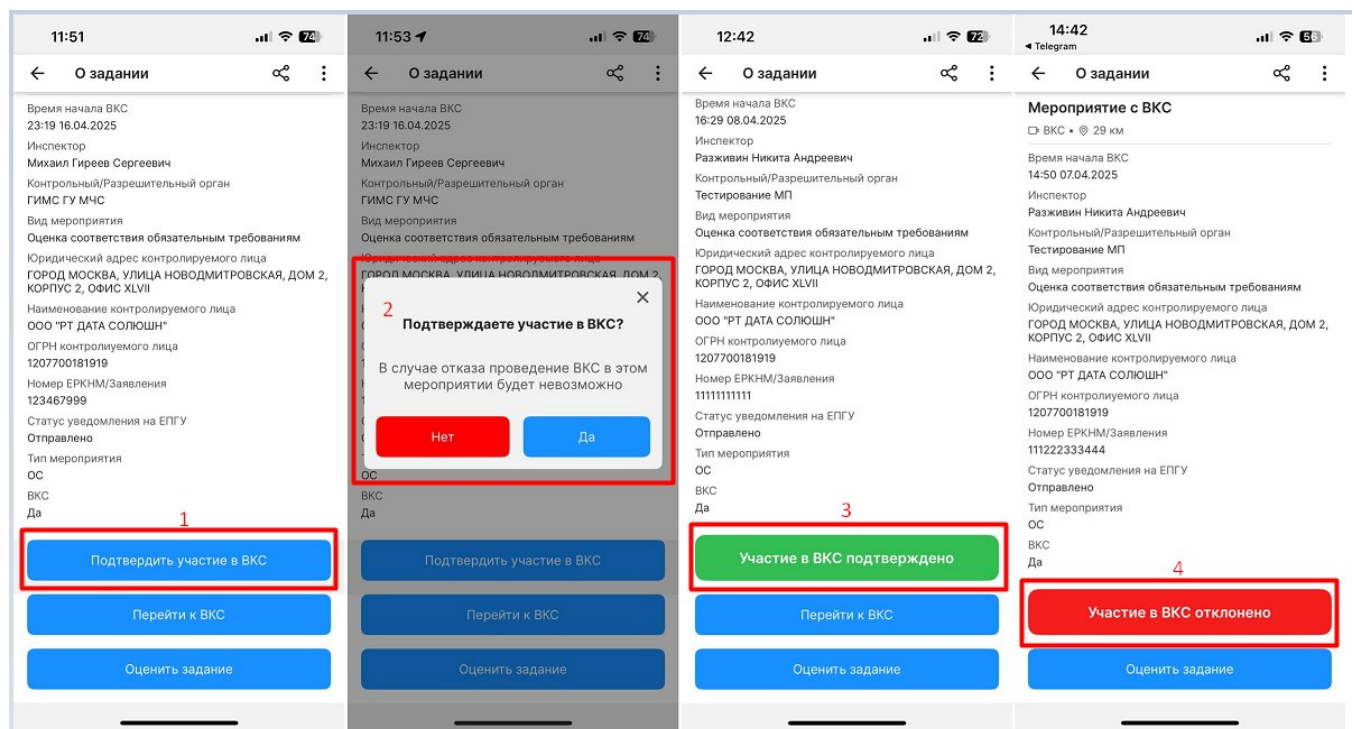 11:51
74
О задании
Время начала ВКС
23:19 16.04.2025
Инспектор
Михаил Гиреев Сергеевич
Контрольный/Разрешительный орган
ГИМС ГУ МЧС
Вид мероприятия
Оценка соответствия обязательным требованиям
Юридический адрес контролируемого лица
ГОРОД МОСКВА, УЛИЦА НОВОДМИТРОВСКАЯ, ДОМ 2,
КОРПУС 2, ОФИС XLVII
Наименование контролируемого лица
ООО "РТ ДАТА СОЛЮШН"
ОГРН контролиуемого лица
1207700181919
Номер ЕРКНМ/Заявления
123467999
Статус уведомления на ЕПГУ
Отправлено
Тип мероприятия
ОС
ВКС
Да
1
Подтвердить участие в ВКС
Перейти к ВКС
Оценить задание
11:53
74
О задании
Время начала ВКС
23:19 16.04.2025
Инспектор
Михаил Гиреев Сергеевич
Контрольный/Разрешительный орган
ГИМС ГУ МЧС
Вид мероприятия
Оценка соответствия обязательным требованиям
Юридический адрес контролируемого лица
ГОРОД МОСКВА, УЛИЦА НОВОДМИТРОВСКАЯ, ДОМ 2,
2
Подтверждаете участие в ВКС?
В случае отказа проведение ВКС в этом
мероприятии будет невозможно
Нет
Да
ОС
ВКС
Да
Подтвердить участие в ВКС
Перейти к ВКС
Оценить задание
12:42
72
О задании
Время начала ВКС
16:29 08.04.2025
Инспектор
Разживин Никита Андреевич
Контрольный/Разрешительный орган
Тестирование МП
Вид мероприятия
Оценка соответствия обязательным требованиям
Юридический адрес контролируемого лица
ГОРОД МОСКВА, УЛИЦА НОВОДМИТРОВСКАЯ, ДОМ 2,
КОРПУС 2, ОФИС XLVII
Наименование контролируемого лица
ООО "РТ ДАТА СОЛЮШН"
ОГРН контролиуемого лица
1207700181919
Номер ЕРКНМ/Заявления
11111111111
Статус уведомления на ЕПГУ
Отправлено
Тип мероприятия
ОС
ВКС
Да
3
Участие в ВКС подтверждено
Перейти к ВКС
Оценить задание
14:42
Telegram
56
О задании
Мероприятие с ВКС
ВКС • 29 км
Время начала ВКС
14:50 07.04.2025
Инспектор
Разживин Никита Андреевич
Контрольный/Разрешительный орган
Тестирование МП
Вид мероприятия
Оценка соответствия обязательным требованиям
Юридический адрес контролируемого лица
ГОРОД МОСКВА, УЛИЦА НОВОДМИТРОВСКАЯ, ДОМ 2,
КОРПУС 2, ОФИС XLVII
Наименование контролируемого лица
ООО "РТ ДАТА СОЛЮШН"
ОГРН контролиуемого лица
1207700181919
Номер ЕРКНМ/Заявления
111222333444
Статус уведомления на ЕПГУ
Отправлено
Тип мероприятия
ОС
ВКС
Да
4
Участие в ВКС отклонено
Оценить задание